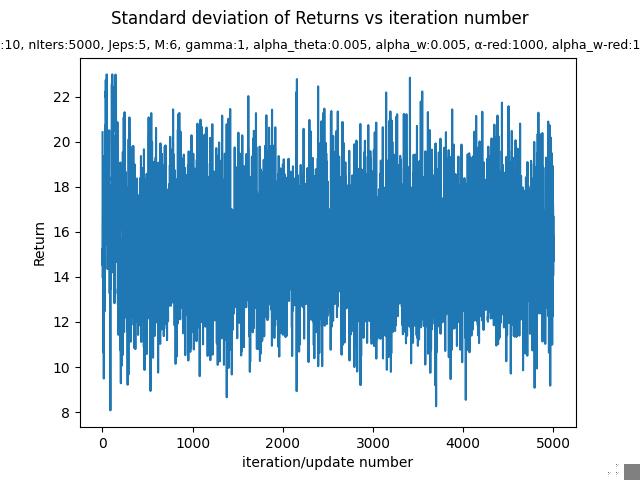 Standard deviation of Returns vs iteration number
:10, nIters:5000, Jeps:5, M:6, gamma:1, alpha_theta:0.005, alpha_w:0.005, α-red:1000, alpha_w-red:1
22
20
18
16
14
12
10
8
Return
0 1000 2000 3000 4000 5000
iteration/update number